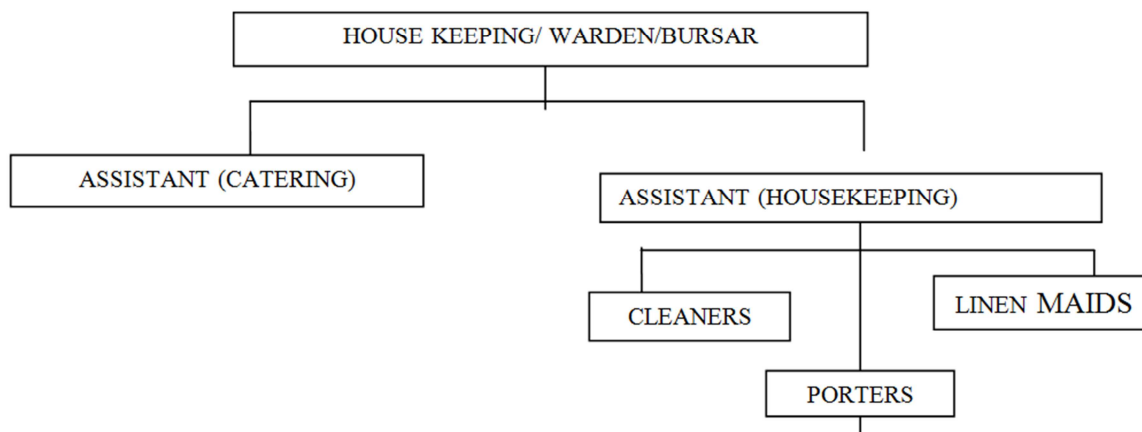 HOUSE KEEPING/ WARDEN/BURSAR
ASSISTANT (CATERING)
ASSISTANT (HOUSEKEEPING)
CLEANERS
LINEN MAIDS
PORTERS